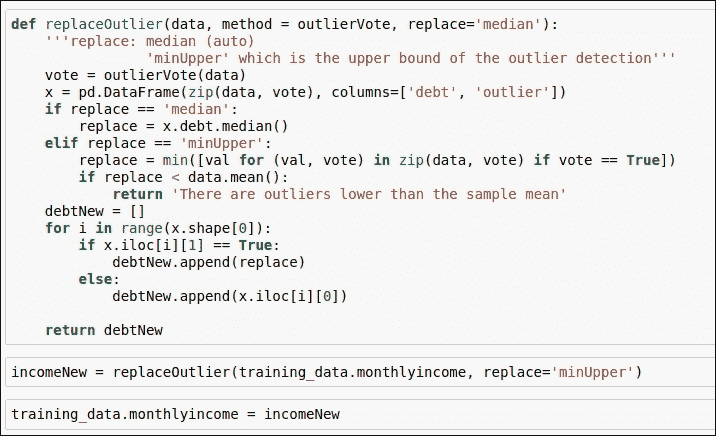 def replaceOutlier(data, method = outlierVote, replace='median'):
    '''replace: median (auto)
                'minUpper' which is the upper bound of the outlier detection'''
    vote = outlierVote(data)
    x = pd.DataFrame(zip(data, vote), columns=['debt', 'outlier'])
    if replace == 'median':
        replace = x.debt.median()
    elif replace == 'minUpper':
        replace = min([val for (val, vote) in zip(data, vote) if vote == True])
        if replace < data.mean():
            return 'There are outliers lower than the sample mean'
    debtNew = []
    for i in range(x.shape[0]):
        if x.iloc[i][1] == True:
            debtNew.append(replace)
        else:
            debtNew.append(x.iloc[i][0])

    return debtNew
incomeNew = replaceOutlier(training_data.monthlyincome, replace='minUpper')
training_data.monthlyincome = incomeNew